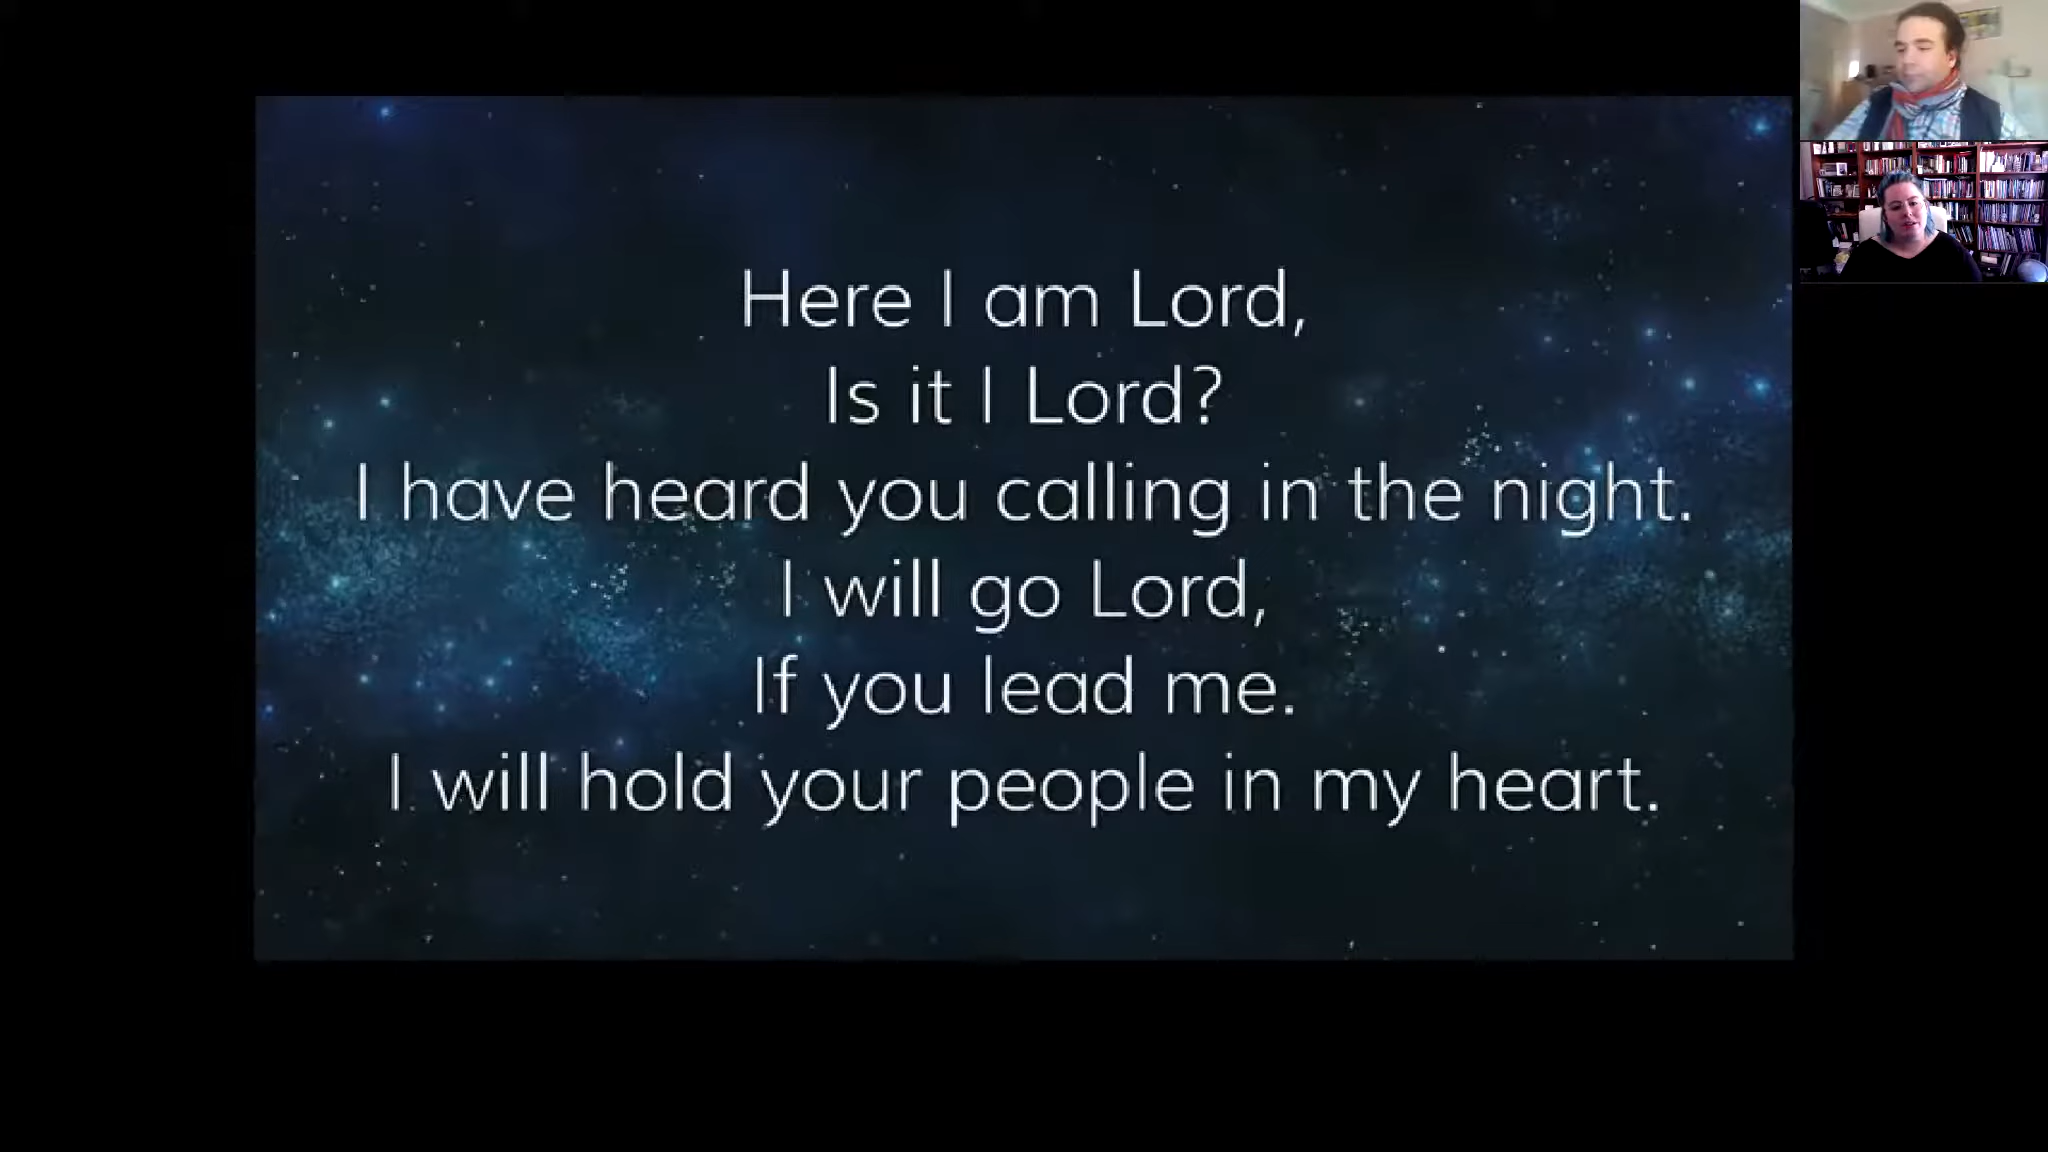 Here I am Lord,
Is it I Lord?
I have heard you calling in the night.
I will go Lord,
If you lead me.
I will hold your people in my heart.